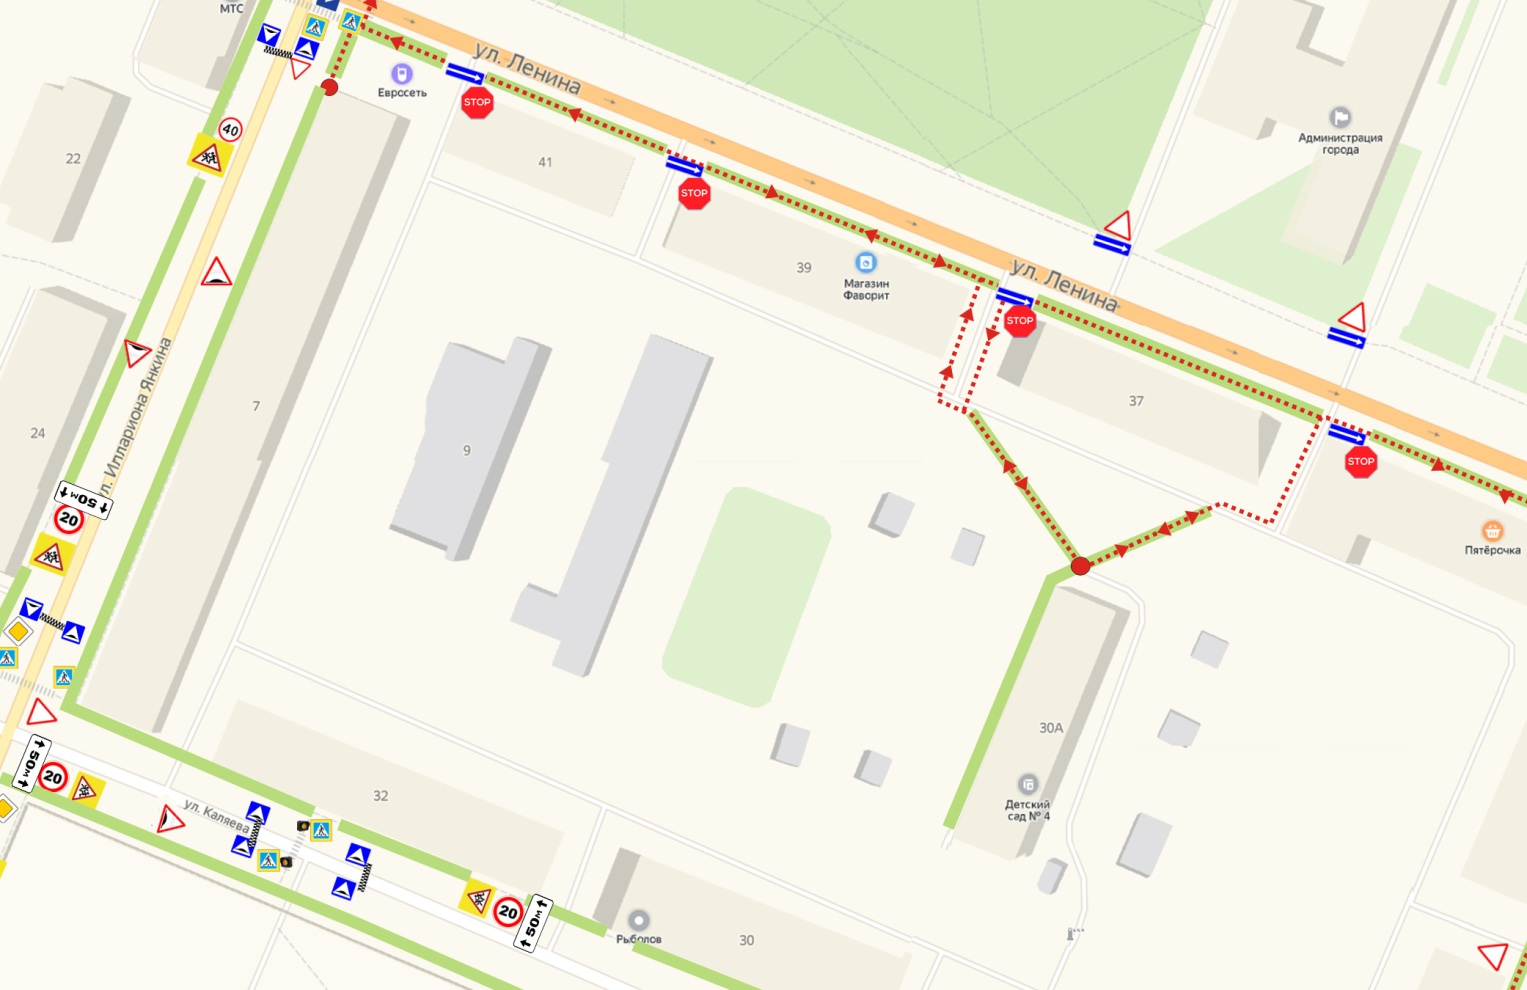 МТС
ул. Ленина
Евросеть
STOP
40
22
41
STOP
Администрация
города
39
Магазин
Фаворит
ул. Ленина
STOP
37
STOP
Пятёрочка
ул. Иллариона Янкина
7
24
9
50м
20
30А
Детский
сад № 4
50м
20
32
ул. Каляева
20
50м
Рыболов
30